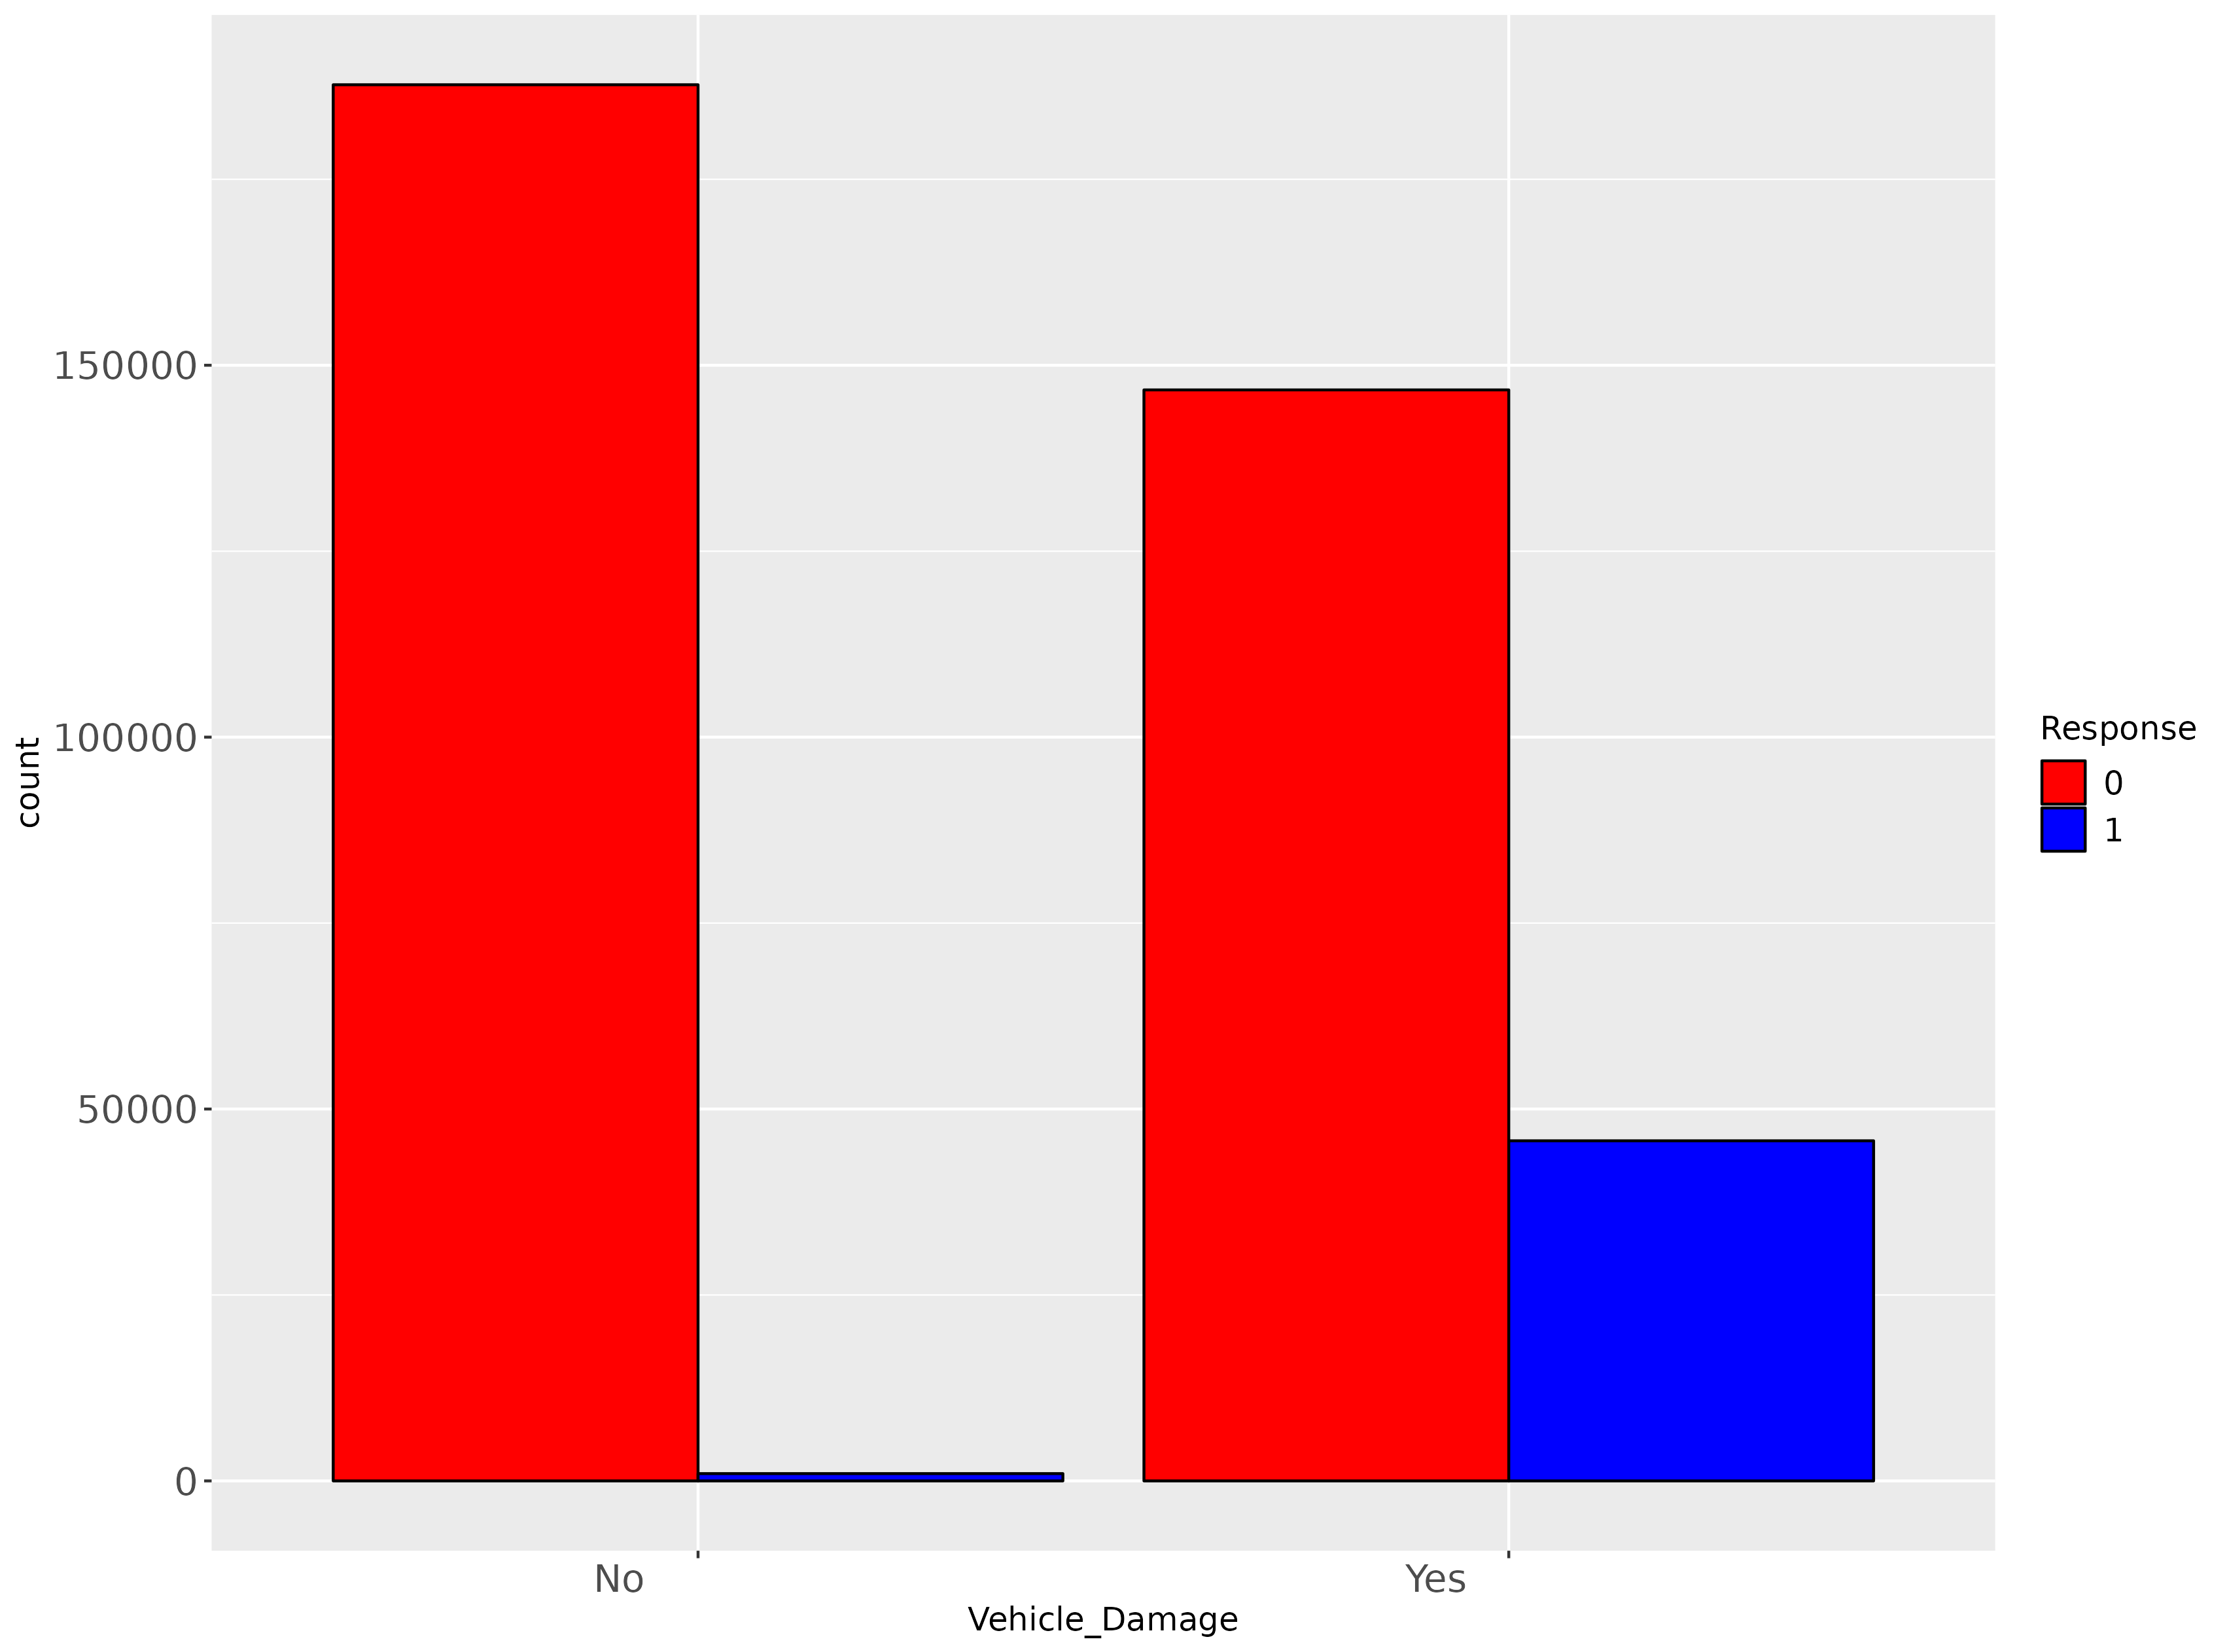 150000
100000
50000
0
count
No
Yes
Vehicle_Damage
Response
0
1